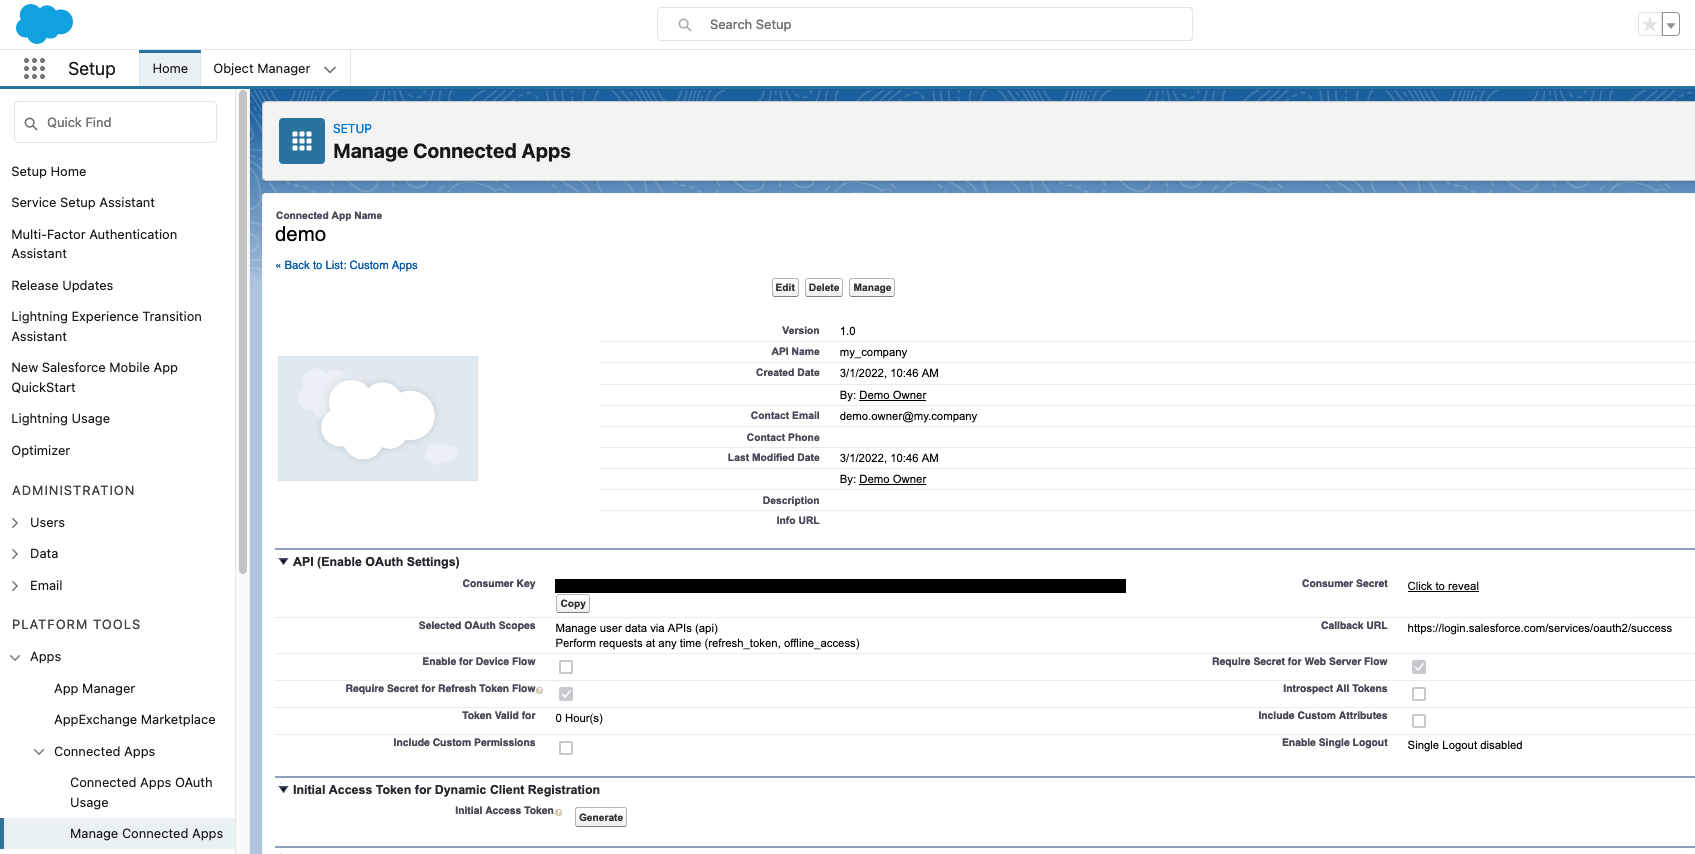 Search Setup
Setup
Home
Object Manager
Quick Find
Setup Home
Service Setup Assistant
Multi-Factor Authentication
Assistant
Release Updates
Lightning Experience Transition
Assistant
New Salesforce Mobile App
QuickStart
Lightning Usage
Optimizer
ADMINISTRATION
Users
Data
Email
PLATFORM TOOLS
Apps
App Manager
AppExchange Marketplace
Connected Apps
Connected Apps OAuth
Usage
Manage Connected Apps
SETUP
Manage Connected Apps
Connected App Name
demo
« Back to List: Custom Apps
Edit Delete Manage
Version 1.0
API Name my_company
Created Date 3/1/2022, 10:46 AM
By: Demo Owner
Contact Email demo.owner@my.company
Contact Phone
Last Modified Date 3/1/2022, 10:46 AM
By: Demo Owner
Description
Info URL
API (Enable OAuth Settings)
Consumer Key
Copy
Consumer Secret Click to reveal
Selected OAuth Scopes Manage user data via APIs (api)
Perform requests at any time (refresh_token, offline_access)
Callback URL https://login.salesforce.com/services/oauth2/success
Enable for Device Flow
Require Secret for Web Server Flow
Require Secret for Refresh Token Flow
Introspect All Tokens
Token Valid for 0 Hour(s)
Include Custom Attributes
Include Custom Permissions
Enable Single Logout Single Logout disabled
Initial Access Token for Dynamic Client Registration
Initial Access Token Generate